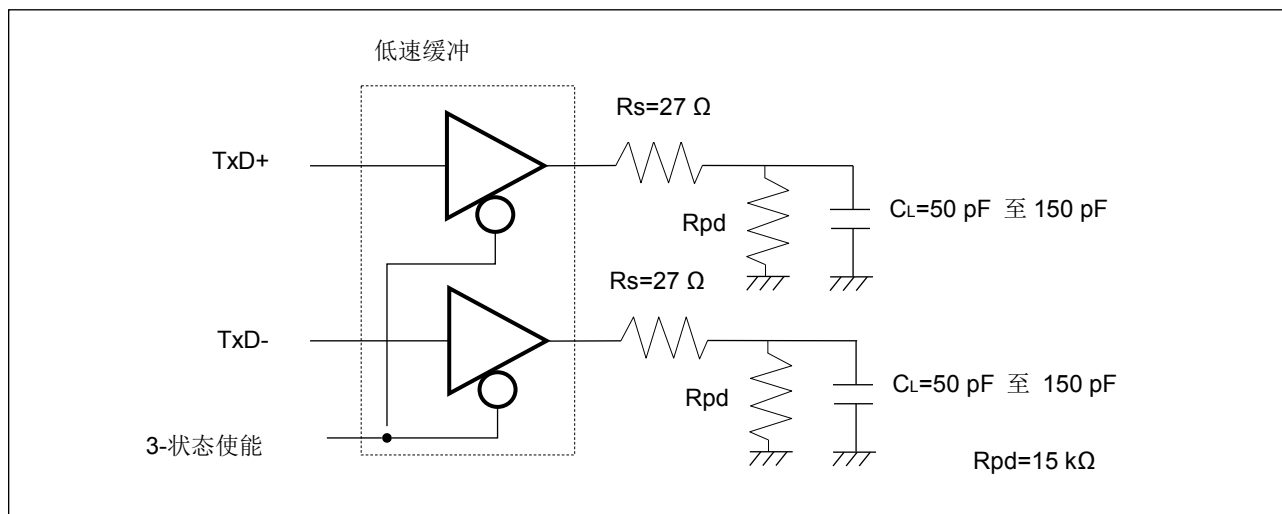 低速缓冲
Rs=27 Ω
TxD+
Rpd
CL=50 pF 至 150 pF
Rs=27 Ω
TxD-
Rpd
CL=50 pF 至 150 pF
3-状态使能
Rpd=15 kΩ